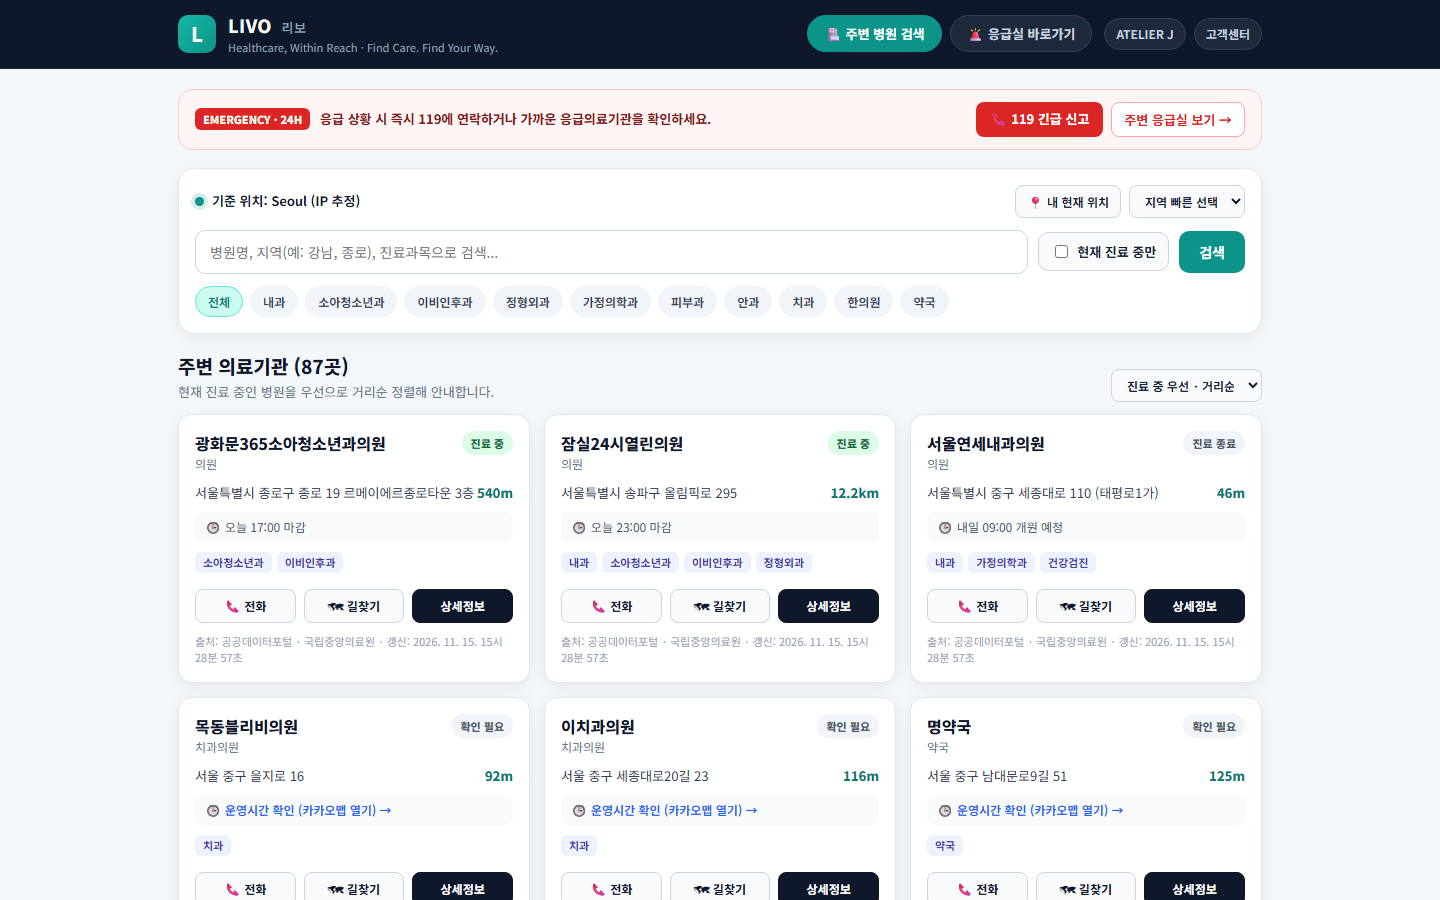 L
LIVO 리보
Healthcare, Within Reach · Find Care. Find Your Way.
주변 병원 검색
응급실 바로가기
ATELIER J
고객센터
EMERGENCY · 24H
응급 상황 시 즉시 119에 연락하거나 가까운 응급의료기관을 확인하세요.
119 긴급 신고
주변 응급실 보기 →
기준 위치: Seoul (IP 추정)
내 현재 위치
지역 빠른 선택
병원명, 지역(예: 강남, 종로), 진료과목으로 검색...
현재 진료 중만
검색
전체 내과 소아청소년과 이비인후과 정형외과 가정의학과 피부과 안과 치과 한의원 약국
주변 의료기관 (87곳)
현재 진료 중인 병원을 우선으로 거리순 정렬해 안내합니다.
진료 중 우선 · 거리순
광화문365소아청소년과의원 진료 중
의원
서울특별시 종로구 종로 19 르메이에르종로타운 3층 540m
오늘 17:00 마감
소아청소년과 이비인후과
전화 길찾기 상세정보
출처: 공공데이터포털 · 국립중앙의료원 · 갱신: 2026. 11. 15. 15시
28분 57초
잠실24시열린의원 진료 중
의원
서울특별시 송파구 올림픽로 295 12.2km
오늘 23:00 마감
내과 소아청소년과 이비인후과 정형외과
전화 길찾기 상세정보
출처: 공공데이터포털 · 국립중앙의료원 · 갱신: 2026. 11. 15. 15시
28분 57초
서울연세내과의원 진료 종료
의원
서울특별시 중구 세종대로 110 (태평로1가) 46m
내일 09:00 개원 예정
내과 가정의학과 건강검진
전화 길찾기 상세정보
출처: 공공데이터포털 · 국립중앙의료원 · 갱신: 2026. 11. 15. 15시
28분 57초
목동블리비의원 확인 필요
치과의원
서울 중구 을지로 16 92m
운영시간 확인 (카카오맵 열기) →
치과
전화 길찾기 상세정보
이치과의원 확인 필요
치과의원
서울 중구 세종대로20길 23 116m
운영시간 확인 (카카오맵 열기) →
치과
전화 길찾기 상세정보
명약국 확인 필요
약국
서울 중구 남대문로9길 51 125m
운영시간 확인 (카카오맵 열기) →
약국
전화 길찾기 상세정보